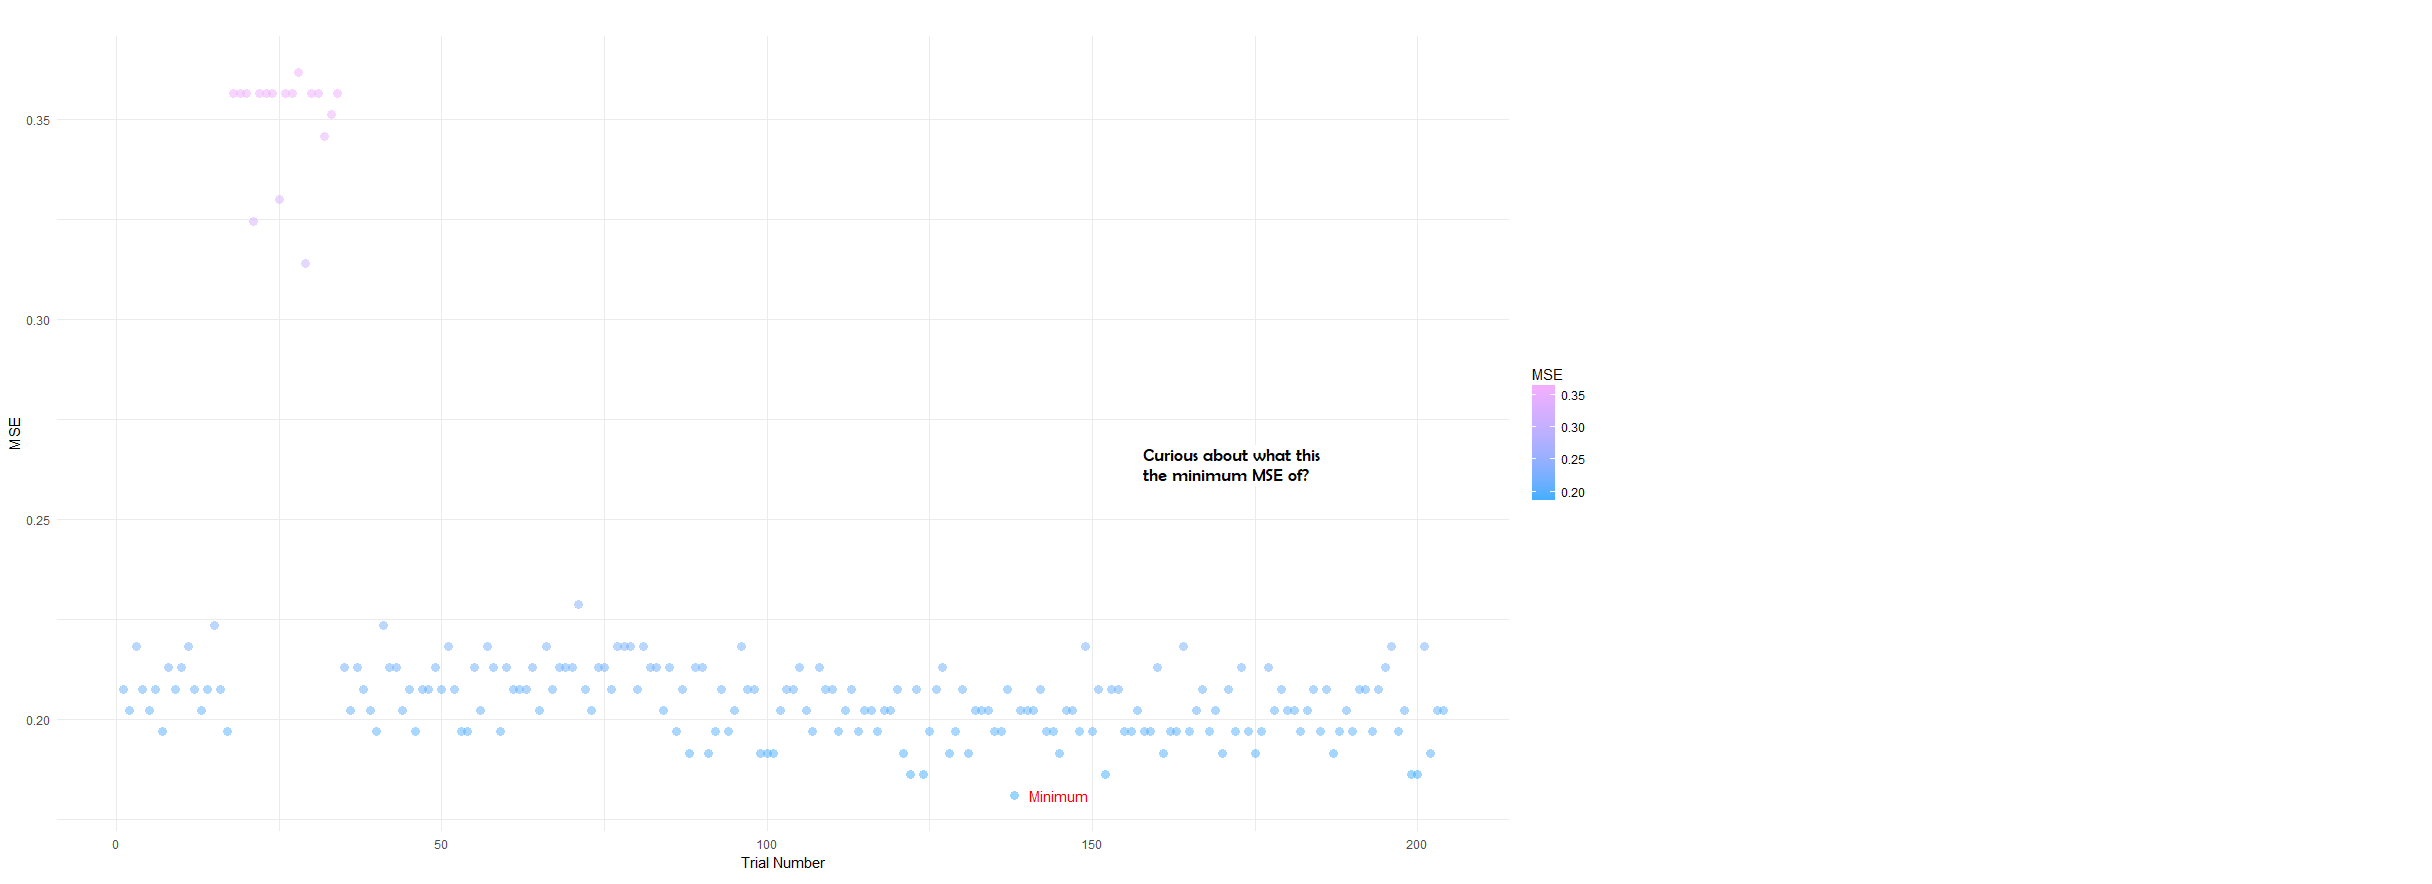 0.35
0.30
0.25
0.20
MSE
0 50 100 150 200
Trial Number
Curious about what this
the minimum MSE of?
Minimum
MSE
0.35
0.30
0.25
0.20